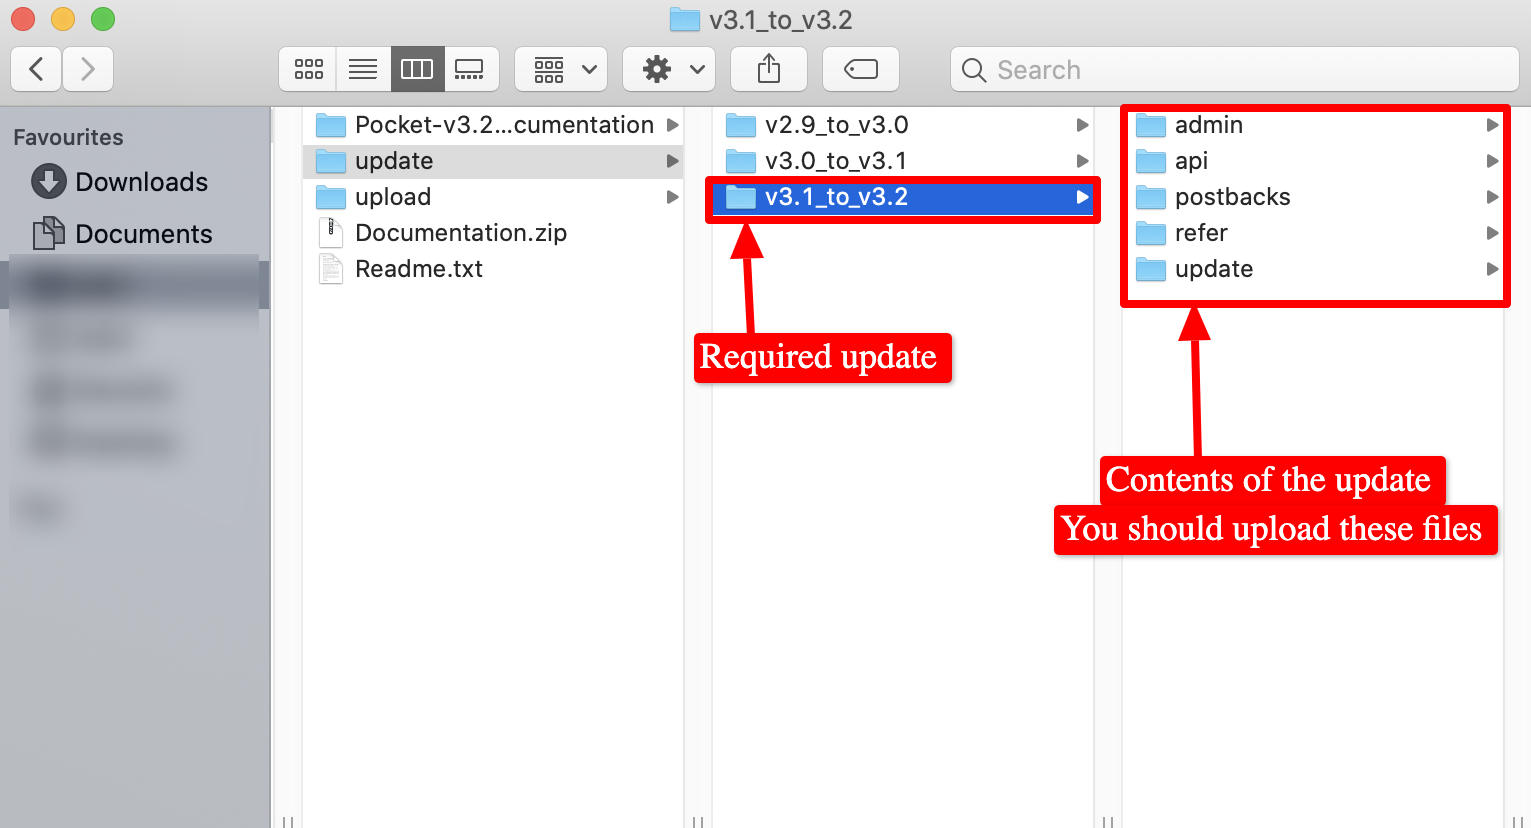 v3.1_to_v3.2
Search
Favourites
Downloads
Documents
Pocket-v3.2...cumentation
update
upload
Documentation.zip
Readme.txt
v2.9_to_v3.0
v3.0_to_v3.1
v3.1_to_v3.2
admin
api
postbacks
refer
update
Required update
Contents of the update
You should upload these files